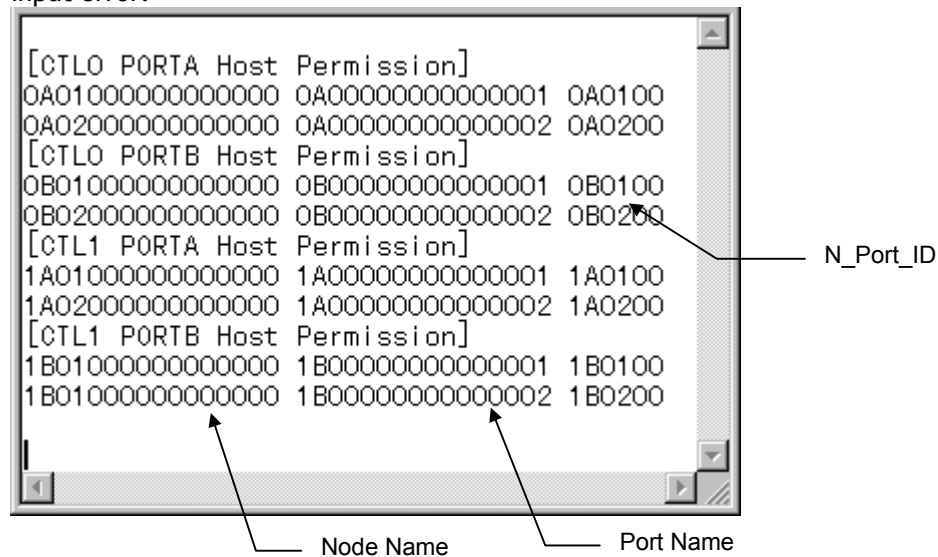 input error.
[CTL0 PORTA Host Permission]
0A01000000000000 0A00000000000001 0A0100
0A02000000000000 0A00000000000002 0A0200
[CTL0 PORTB Host Permission]
0B01000000000000 0B00000000000001 0B0100
0B02000000000000 0B00000000000002 0B0200
[CTL1 PORTA Host Permission]
N_Port_ID
1A01000000000000 1A00000000000001 1A0100
1A02000000000000 1A00000000000002 1A0200
[CTL1 PORTB Host Permission]
1B01000000000000 1B00000000000001 1B0100
1B01000000000000 1B00000000000002 1B0200
Node Name
Port Name